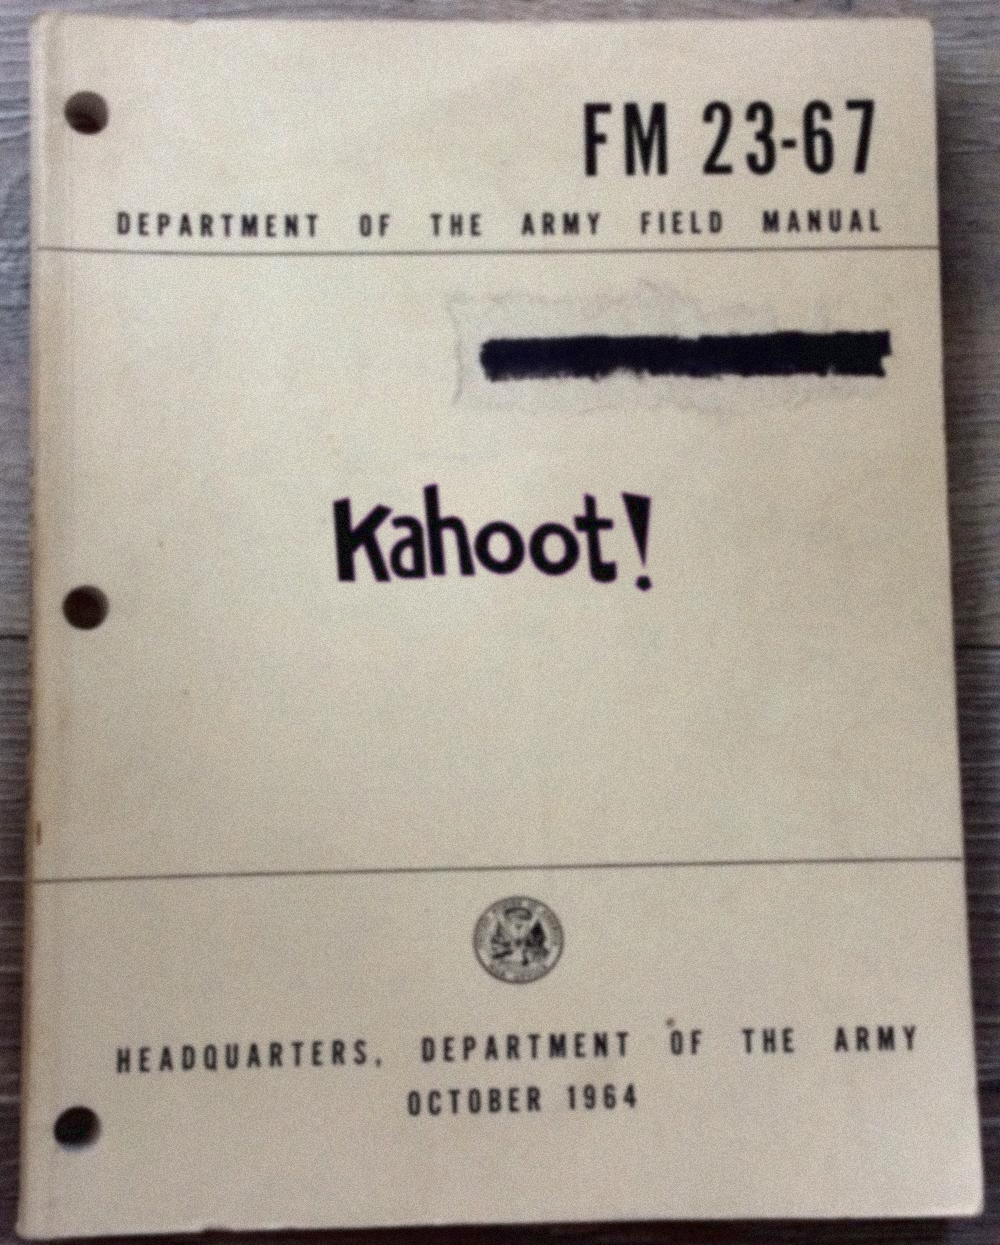 FM 23-67
DEPARTMENT OF THE ARMY FIELD MANUAL
Kahoot!
HEADQUARTERS, DEPARTMENT OF THE ARMY
OCTOBER 1964